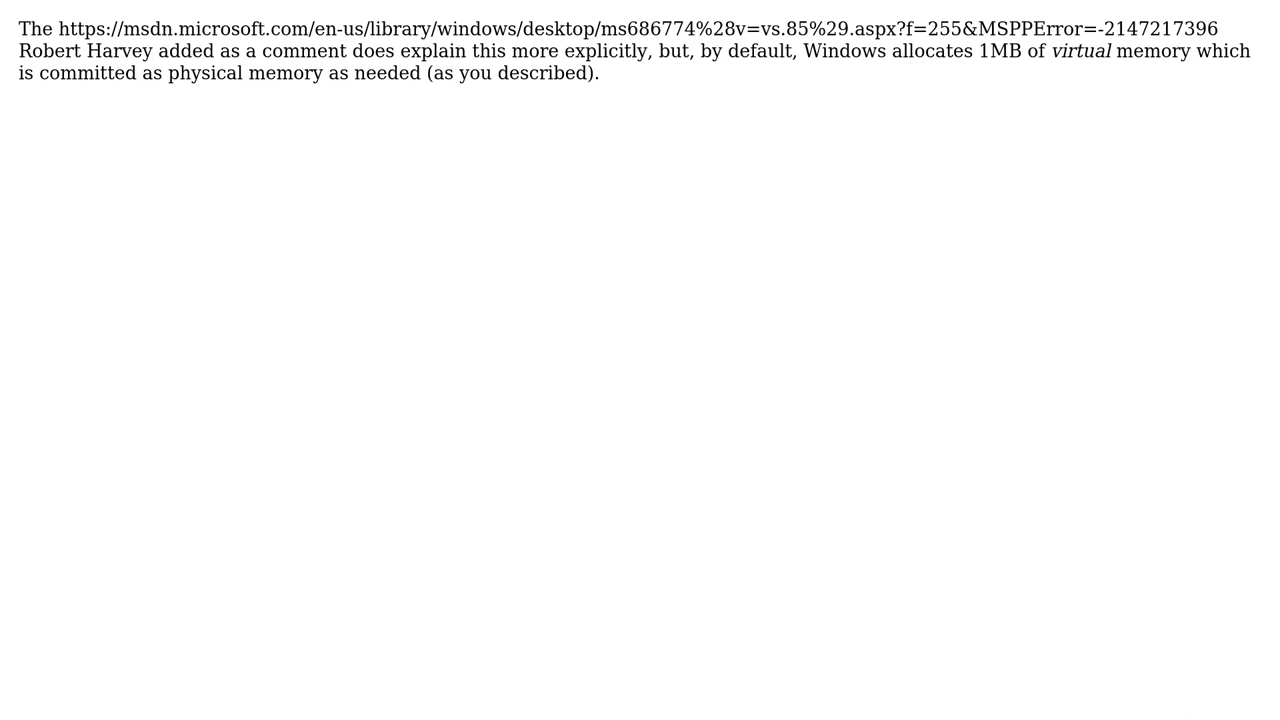 The https://msdn.microsoft.com/en-us/library/windows/desktop/ms686774%28v=vs.85%29.aspx?f=255&MSPPError=-2147217396
Robert Harvey added as a comment does explain this more explicitly, but, by default, Windows allocates 1MB of virtual memory which
is committed as physical memory as needed (as you described).